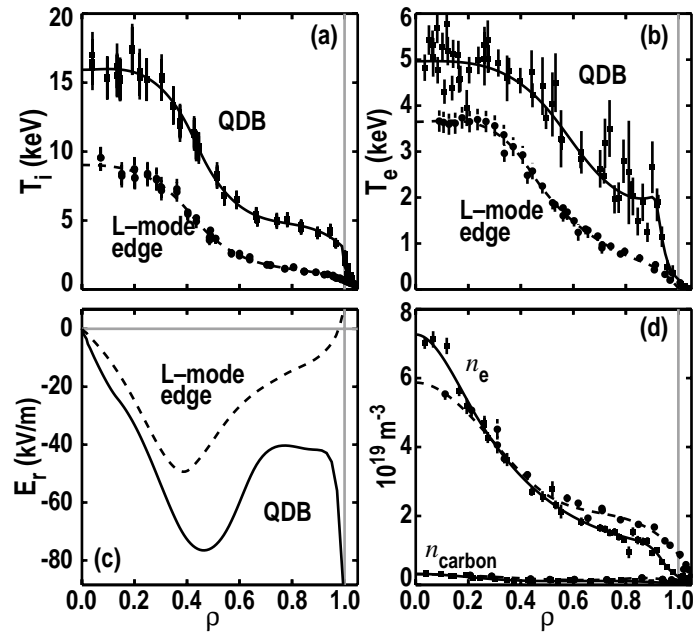 20
15
10
5
0
T_i (keV)
(a)
QDB
L–mode
edge
6
5
4
3
2
1
0
T_e (keV)
(b)
QDB
L–mode
edge
0
-20
-40
-60
-80
E_r (kV/m)
L–mode
edge
QDB
(c)
0.0 0.2 0.4 0.6 0.8 1.0
ρ
8
6
4
2
0
10^19 m^-3
(d)
n_e
n_carbon
0.0 0.2 0.4 0.6 0.8 1.0
ρ